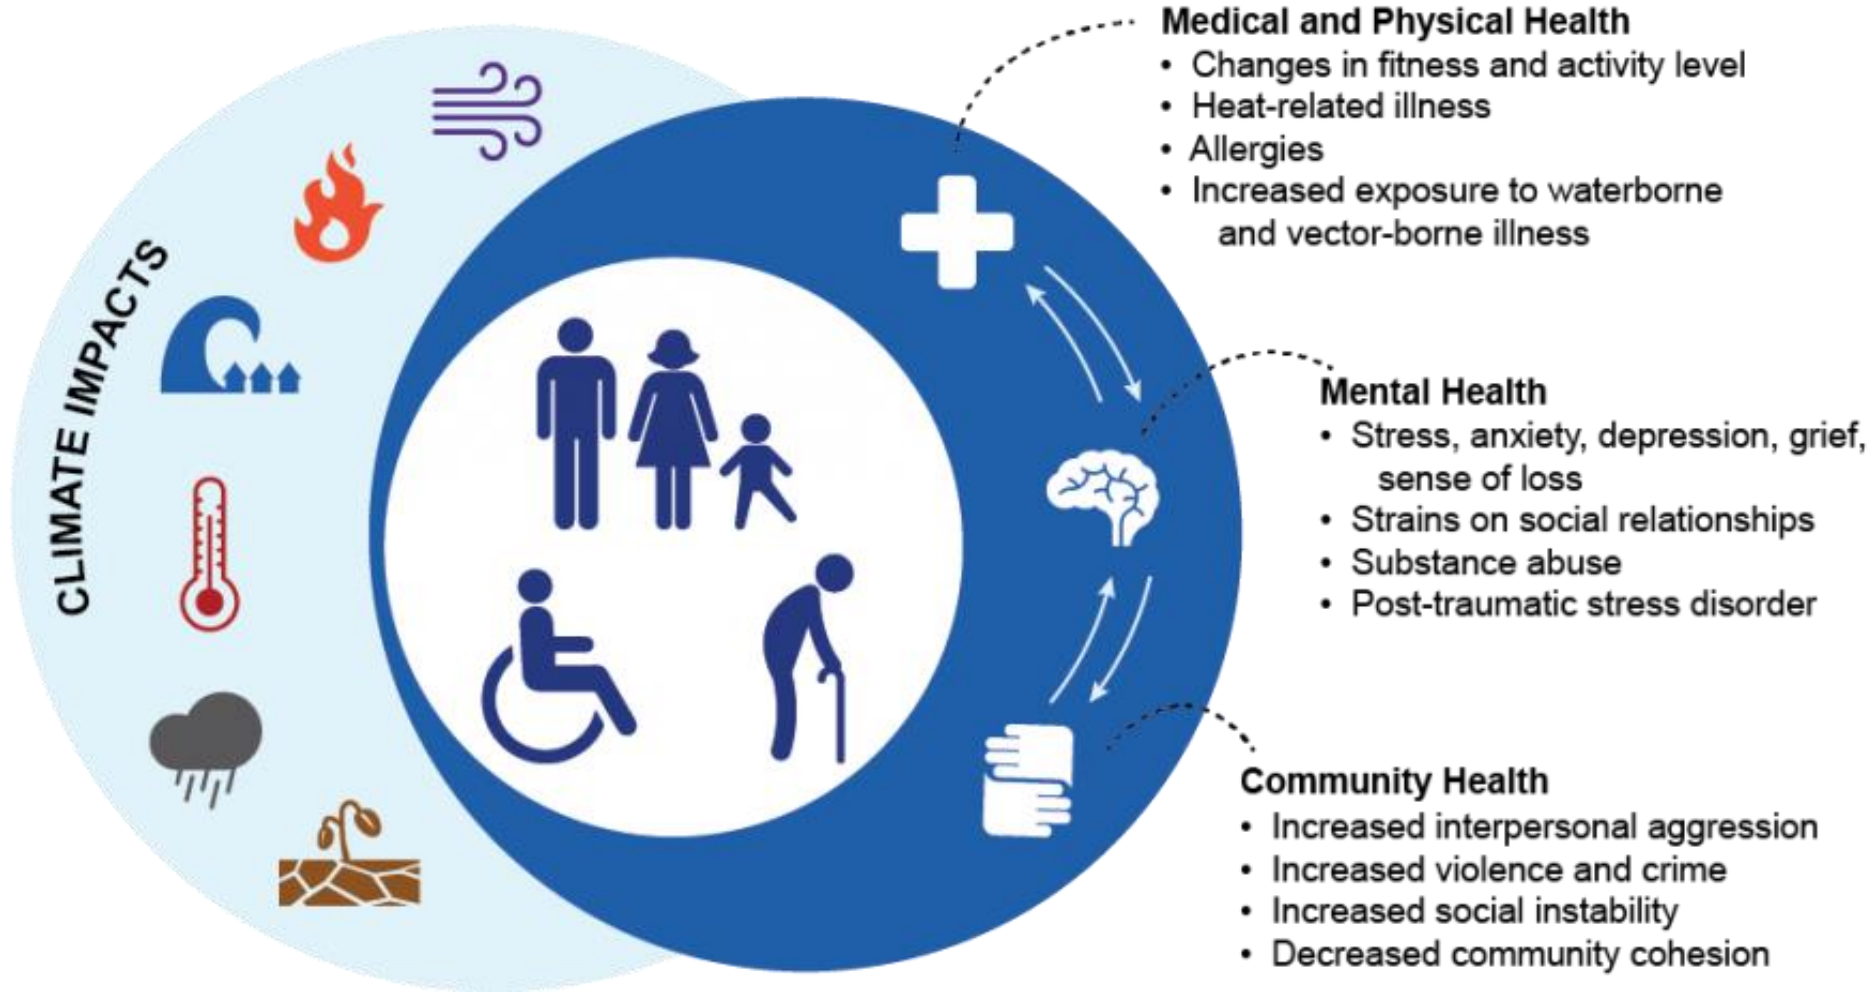 CLIMATE IMPACTS
Medical and Physical Health
• Changes in fitness and activity level
• Heat-related illness
• Allergies
• Increased exposure to waterborne
and vector-borne illness
Mental Health
• Stress, anxiety, depression, grief,
sense of loss
• Strains on social relationships
• Substance abuse
• Post-traumatic stress disorder
Community Health
• Increased interpersonal aggression
• Increased violence and crime
• Increased social instability
• Decreased community cohesion